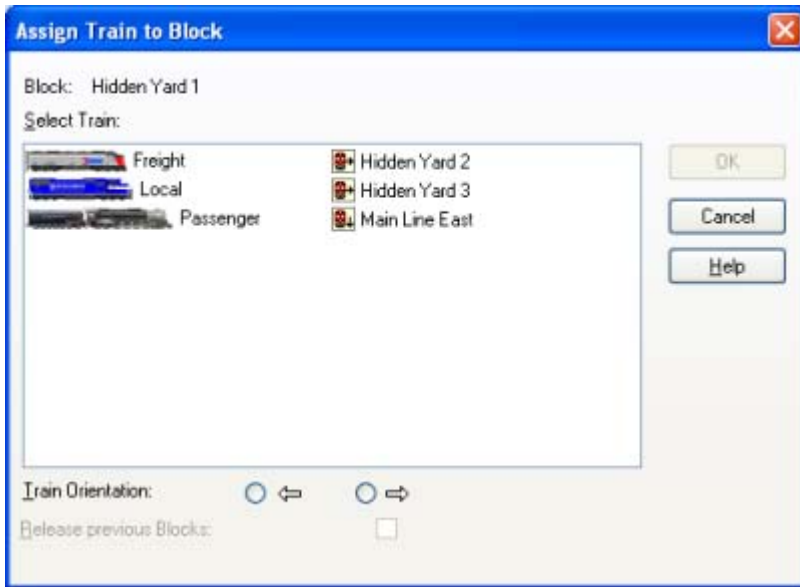 Assign Train to Block
Block: Hidden Yard 1
Select Train:
Freight Hidden Yard 2
Local Hidden Yard 3
Passenger Main Line East
OK
Cancel
Help
Train Orientation:
Release previous Blocks: